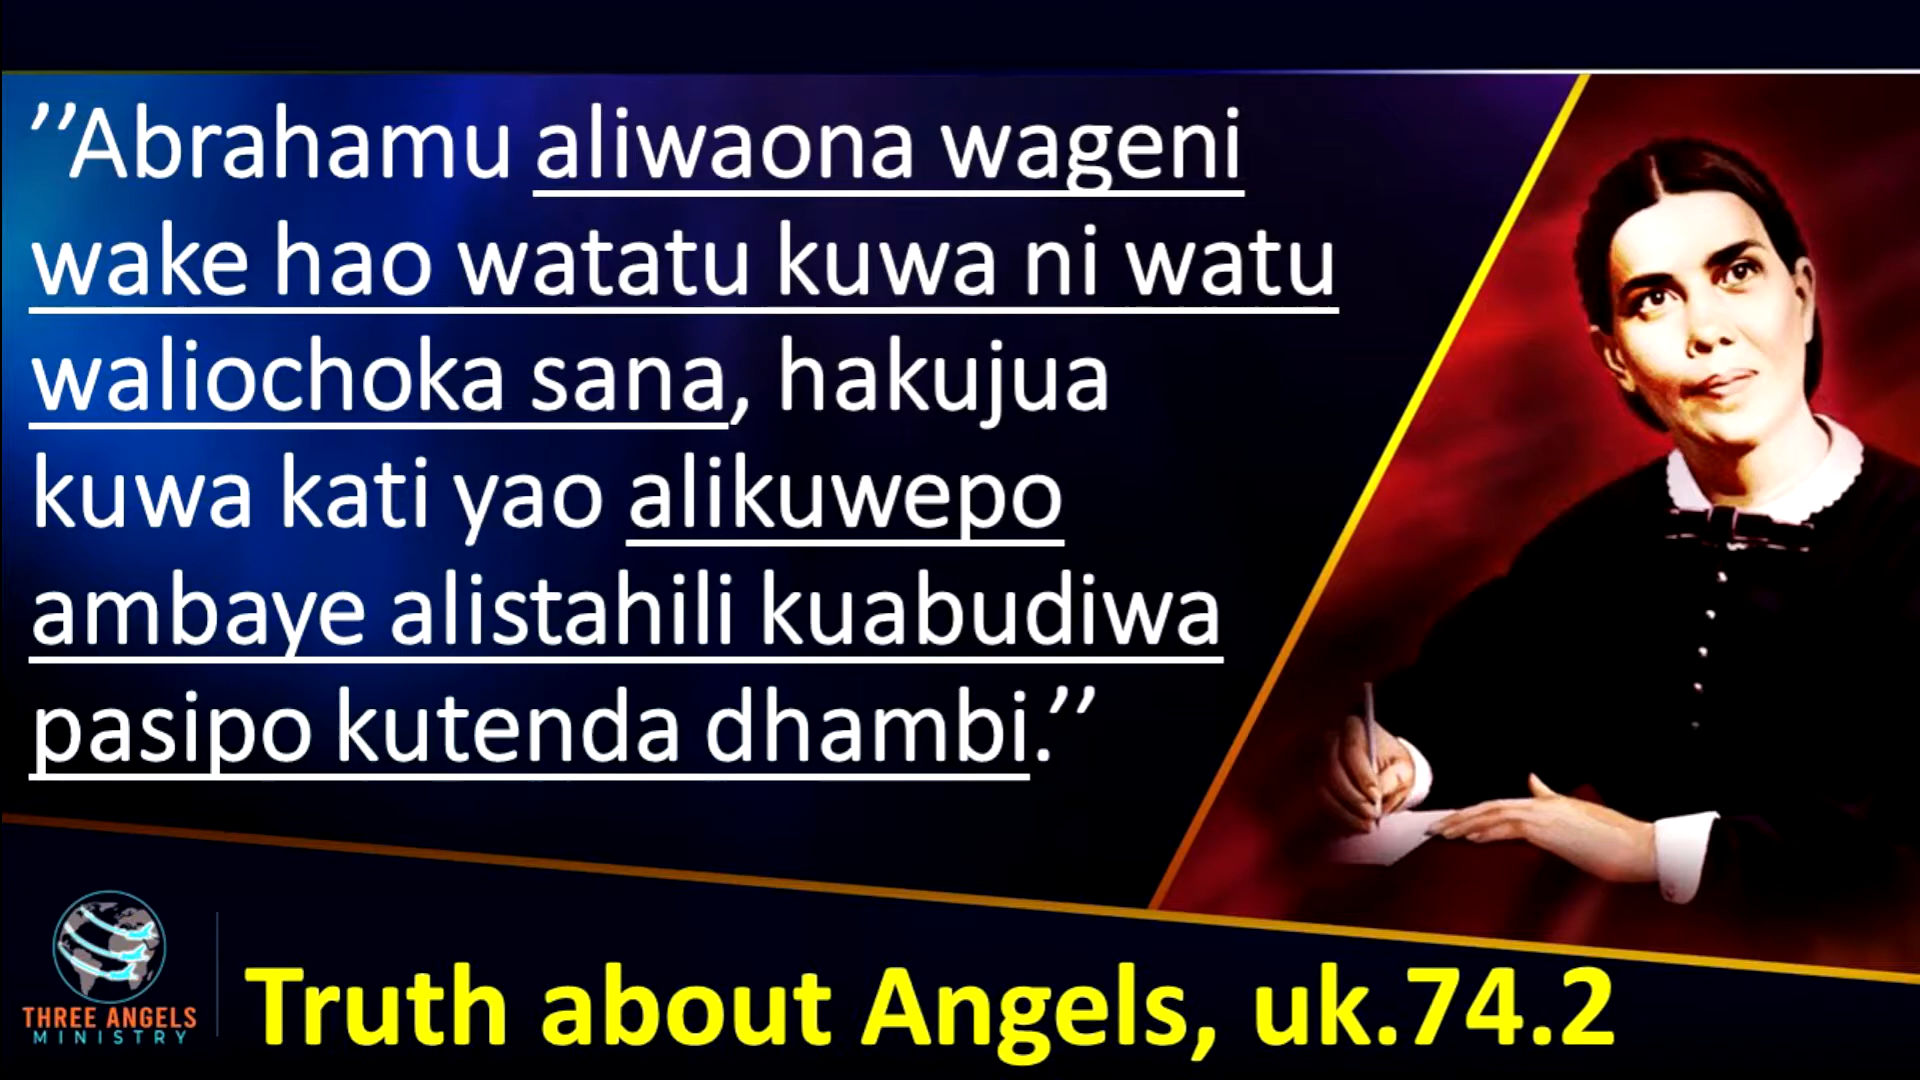 ’’Abrahamu aliwaona wageni
wake hao watatu kuwa ni watu
waliochoka sana, hakujua
kuwa kati yao alikuwepo
ambaye alistahili kuabudiwa
pasipo kutenda dhambi.’’
THREE ANGELS
MINISTRY
Truth about Angels, uk.74.2